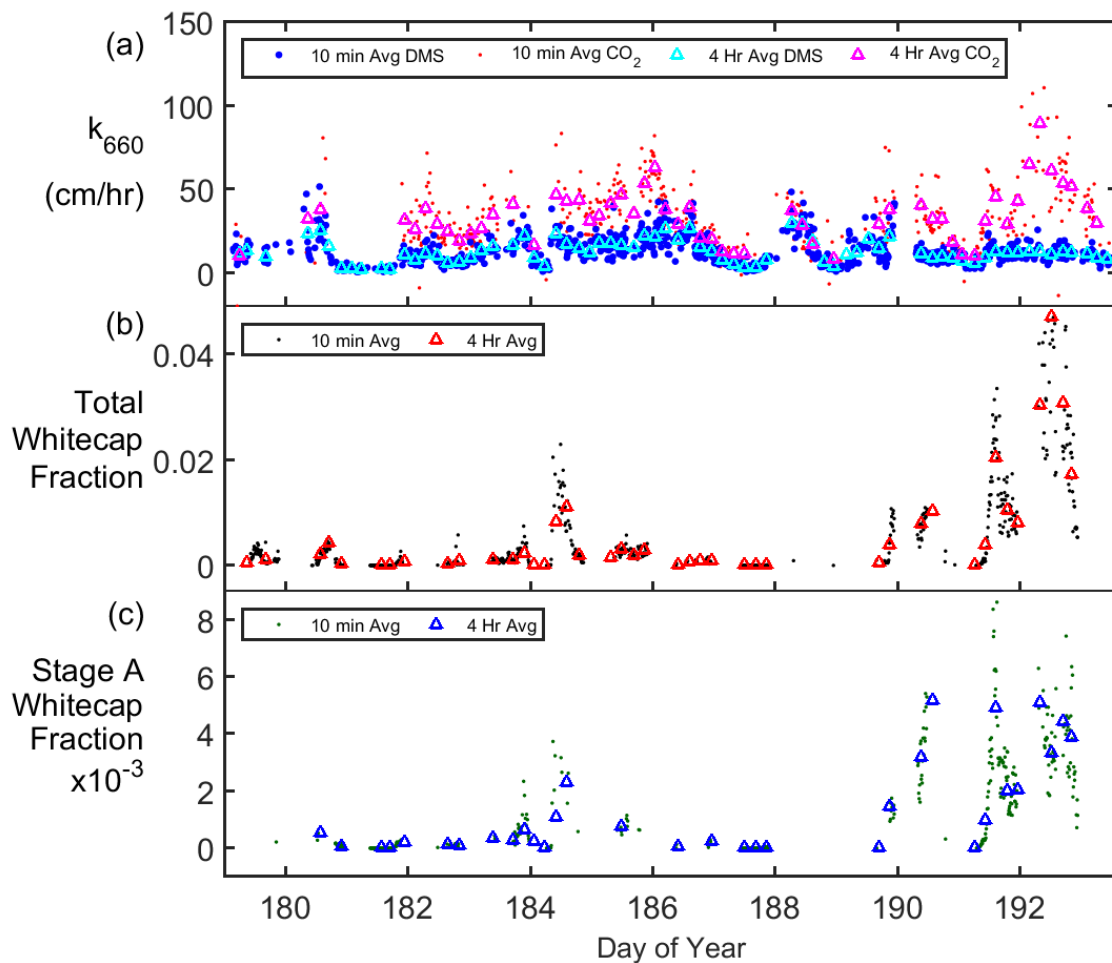 (a)
150
10 min Avg DMS 10 min Avg CO2 4 Hr Avg DMS 4 Hr Avg CO2
100
k660
(cm/hr)
50
0
(b)
10 min Avg 4 Hr Avg
0.04
Total
Whitecap
Fraction
0.02
0
(c)
10 min Avg 4 Hr Avg
8
Stage A
Whitecap
Fraction
x10-3
6
4
2
0
180 182 184 186 188 190 192
Day of Year